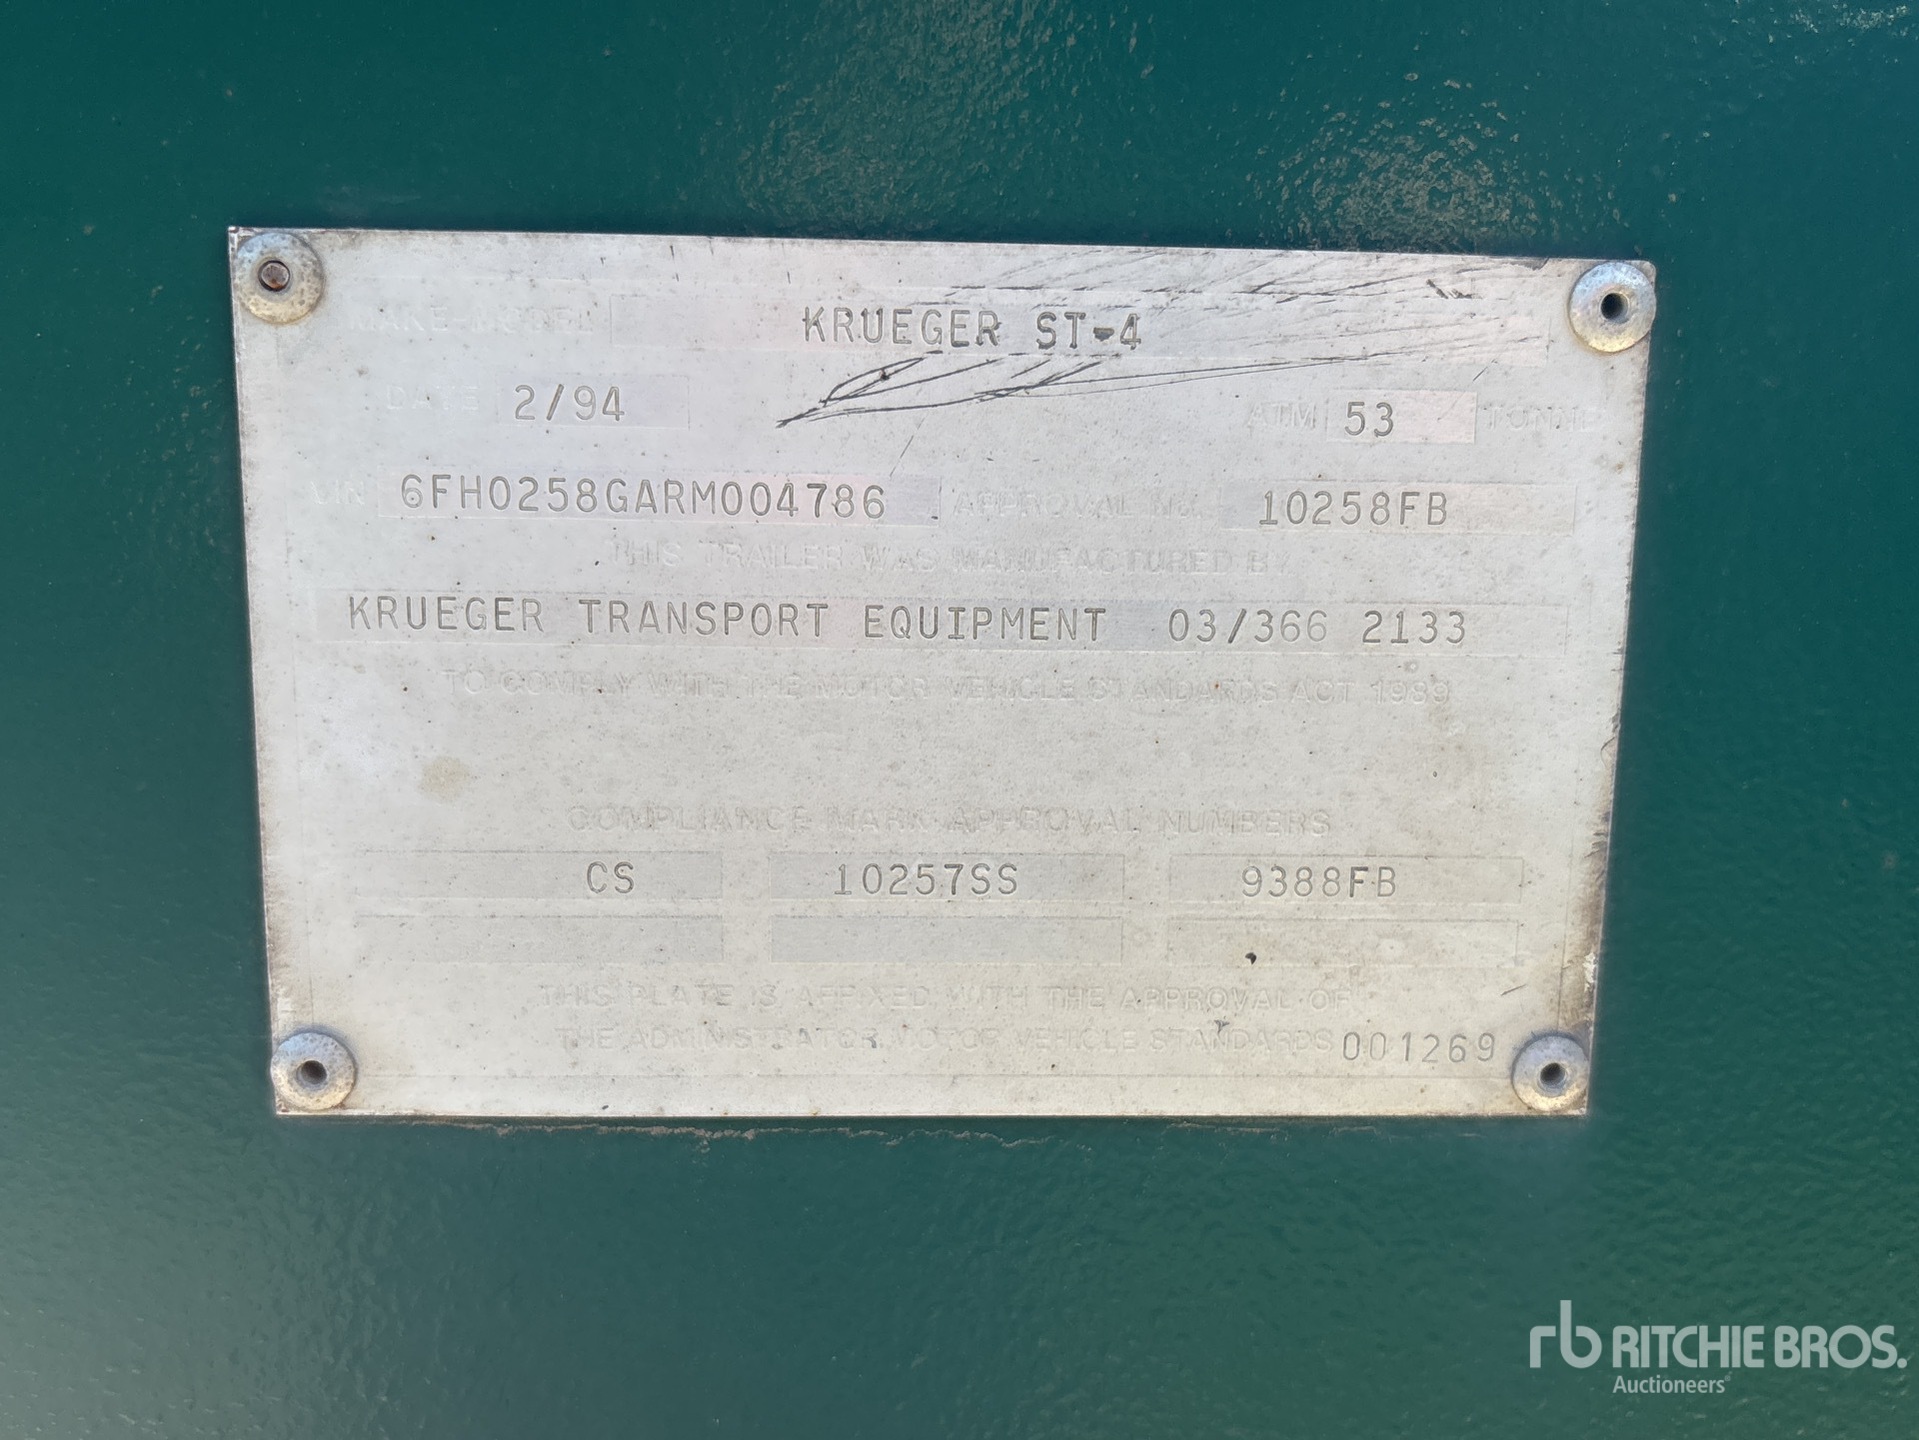 MAKE-MODEL KRUEGER ST-4
DATE 2/94 ATM 53 TONNE
VIN 6FH0258GARM004786 APPROVAL No. 10258FB
THIS TRAILER WAS MANUFACTURED BY
KRUEGER TRANSPORT EQUIPMENT 03/366 2133
TO COMPLY WITH THE MOTOR VEHICLE STANDARDS ACT 1989
COMPLIANCE MARK APPROVAL NUMBERS
CS 10257SS 9388FB
THIS PLATE IS AFFIXED WITH THE APPROVAL OF
THE ADMINISTRATOR MOTOR VEHICLE STANDARDS 001269
rb RITCHIE BROS.
Auctioneers